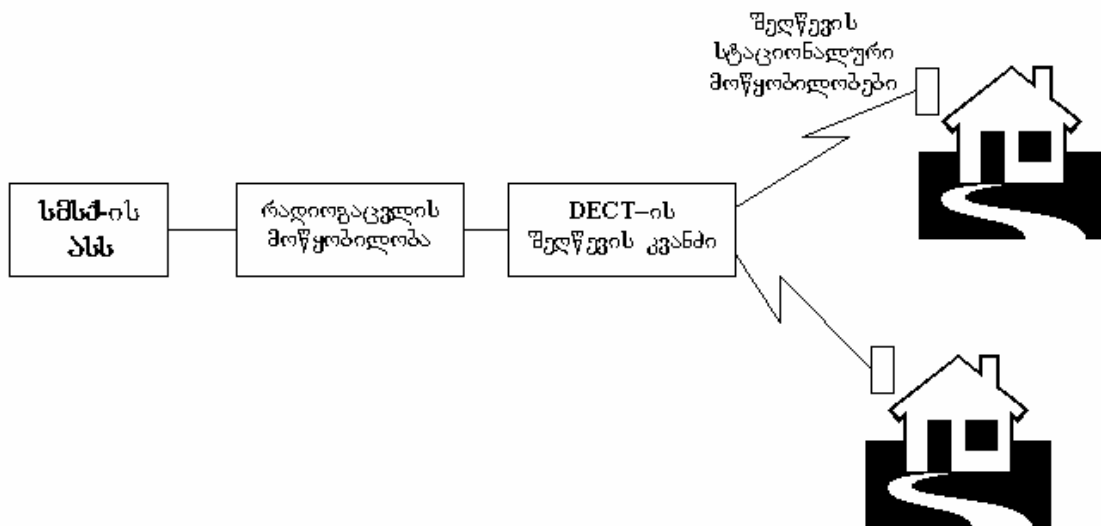 შეღწევის
სტაციონალური
მოწყობილობები
სმსქ-ის
ასს
რადიოგაცვლის
მოწყობილობა
DECT–ის
შეღწევის კვანძი